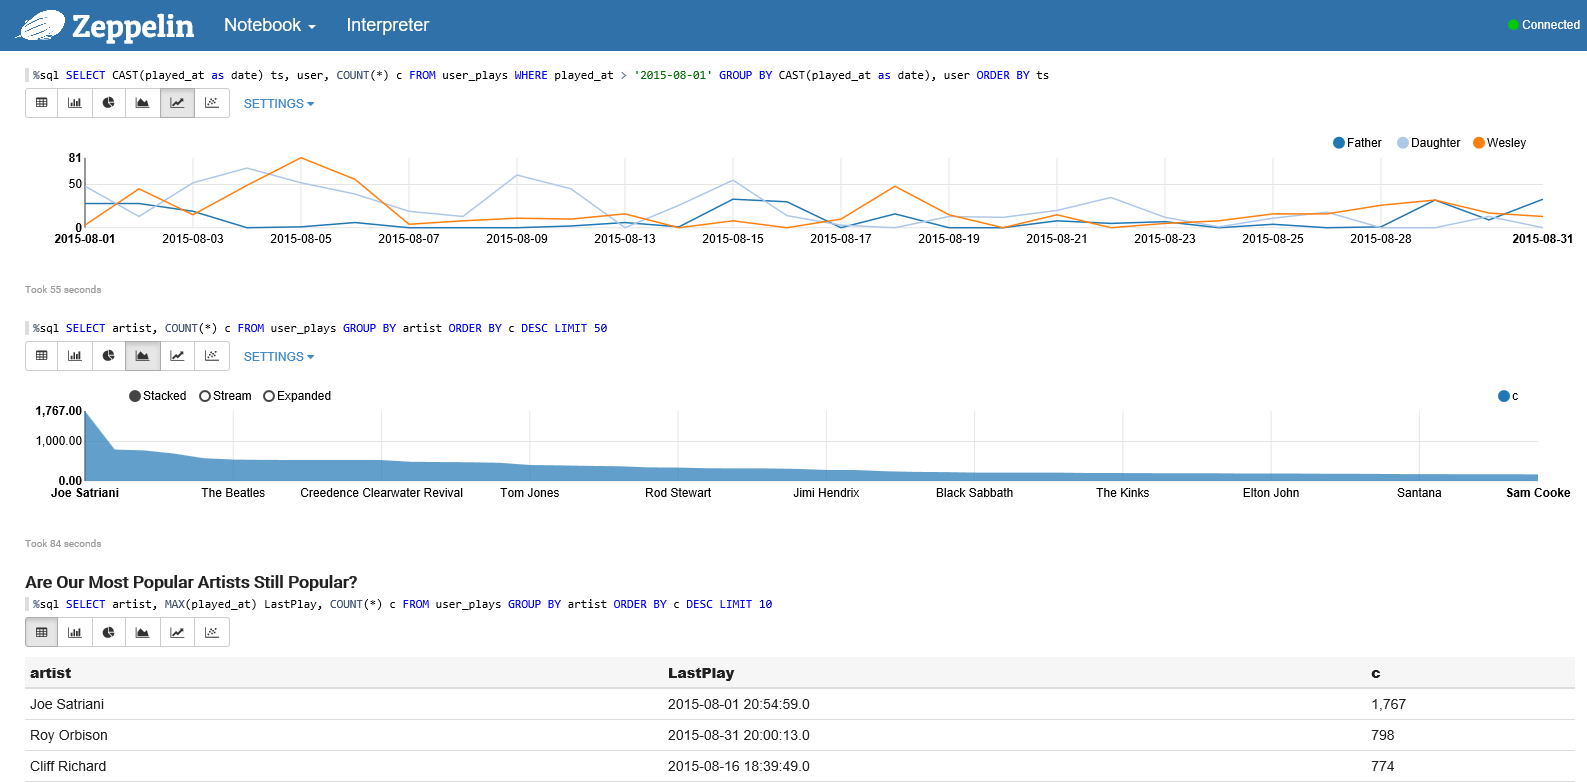 Zeppelin Notebook Interpreter Connected
%sql SELECT CAST(played_at as date) ts, user, COUNT(*) c FROM user_plays WHERE played_at > '2015-08-01' GROUP BY CAST(played_at as date), user ORDER BY ts
SETTINGS
Father Daughter Wesley
81
50
0
2015-08-01 2015-08-03 2015-08-05 2015-08-07 2015-08-09 2015-08-13 2015-08-15 2015-08-17 2015-08-19 2015-08-21 2015-08-23 2015-08-25 2015-08-28 2015-08-31
Took 55 seconds
%sql SELECT artist, COUNT(*) c FROM user_plays GROUP BY artist ORDER BY c DESC LIMIT 50
SETTINGS
Stacked Stream Expanded c
1,767.00
1,000.00
0.00
Joe Satriani The Beatles Creedence Clearwater Revival Tom Jones Rod Stewart Jimi Hendrix Black Sabbath The Kinks Elton John Santana Sam Cooke
Took 84 seconds
Are Our Most Popular Artists Still Popular?
%sql SELECT artist, MAX(played_at) LastPlay, COUNT(*) c FROM user_plays GROUP BY artist ORDER BY c DESC LIMIT 10
artist LastPlay c
Joe Satriani 2015-08-01 20:54:59.0 1,767
Roy Orbison 2015-08-31 20:00:13.0 798
Cliff Richard 2015-08-16 18:39:49.0 774